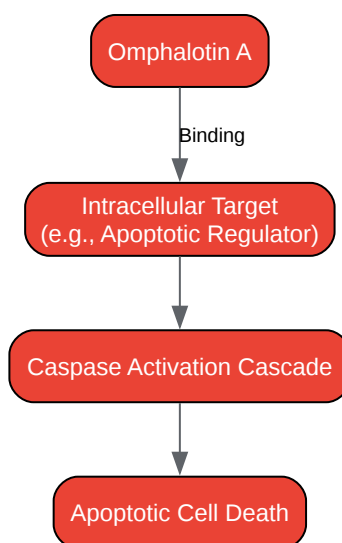 Omphalotin A
Binding
Intracellular Target
(e.g., Apoptotic Regulator)
Caspase Activation Cascade
Apoptotic Cell Death